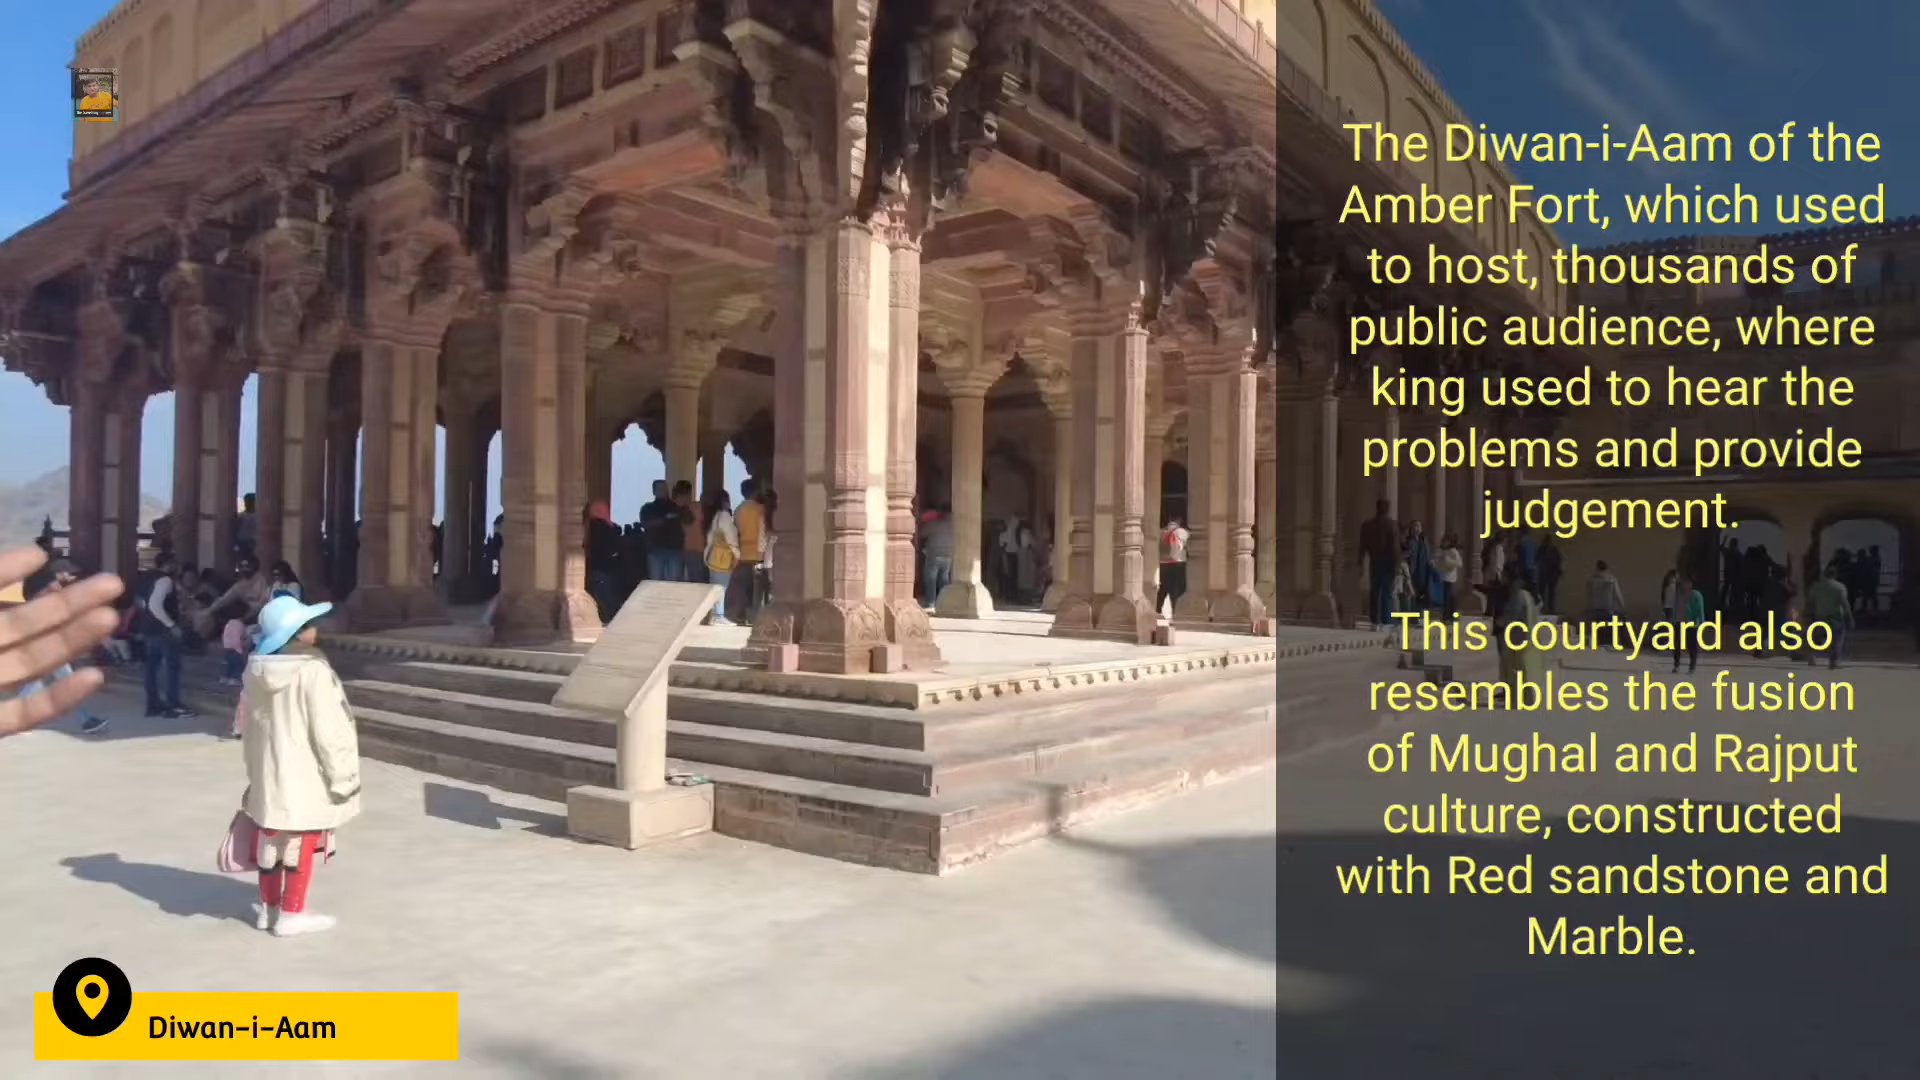 The Diwan-i-Aam of the
Amber Fort, which used
to host, thousands of
public audience, where
king used to hear the
problems and provide
judgement.
This courtyard also
resembles the fusion
of Mughal and Rajput
culture, constructed
with Red sandstone and
Marble.
Diwan-i-Aam